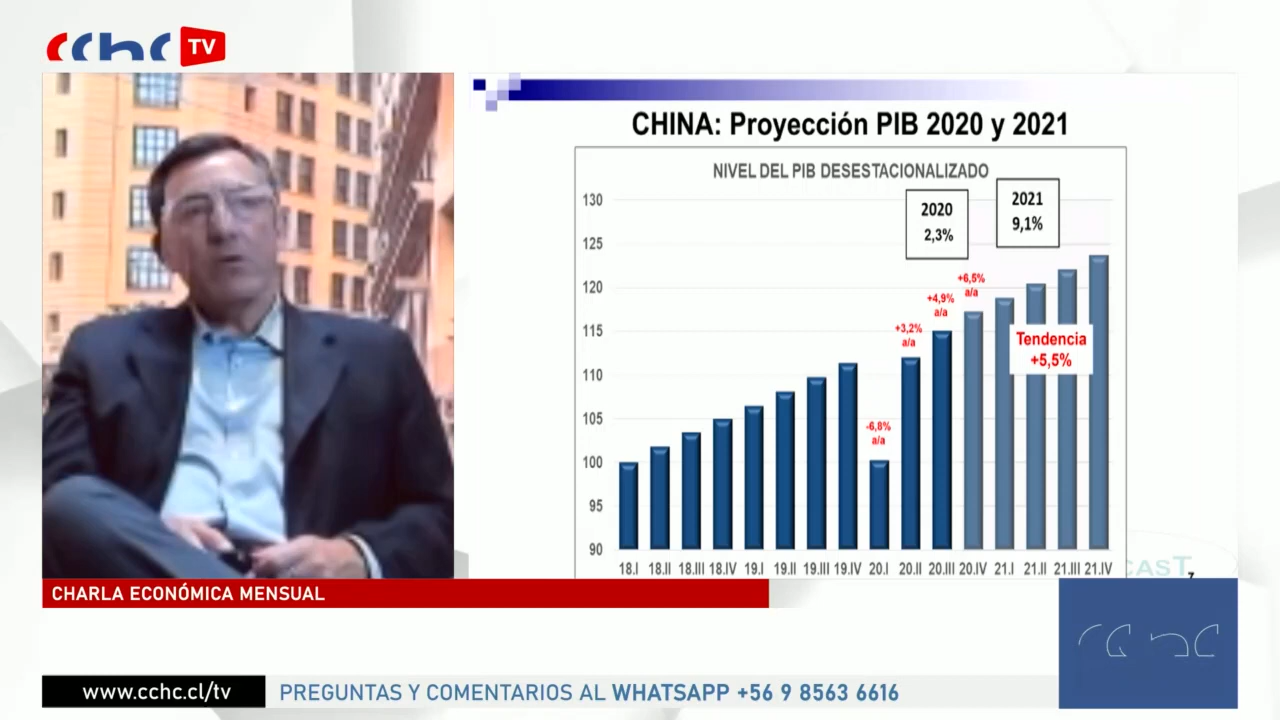 cchc TV
CHINA: Proyección PIB 2020 y 2021
NIVEL DEL PIB DESESTACIONALIZADO
130
125
120
115
110
105
100
95
90
2020
2,3%
2021
9,1%
-6,8%
a/a
+3,2%
a/a
+4,9%
a/a
+6,5%
a/a
Tendencia
+5,5%
18.I 18.II 18.III 18.IV 19.I 19.II 19.III 19.IV 20.I 20.II 20.III 20.IV 21.I 21.II 21.III 21.IV
7
CHARLA ECONÓMICA MENSUAL
www.cchc.cl/tv
PREGUNTAS Y COMENTARIOS AL WHATSAPP +56 9 8563 6616